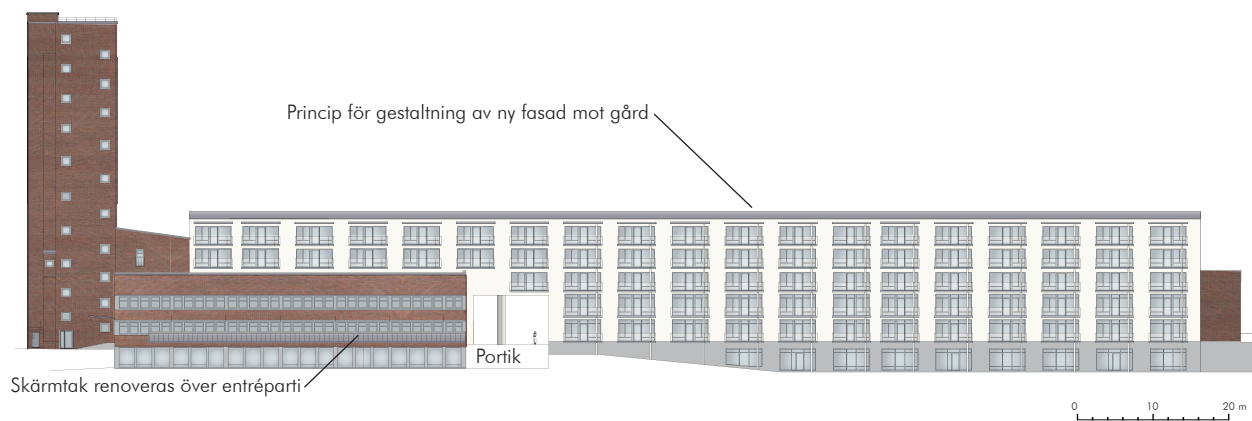 Princip för gestaltning av ny fasad mot gård
Portik
Skärmtak renoveras över entréparti
0 10 20 m